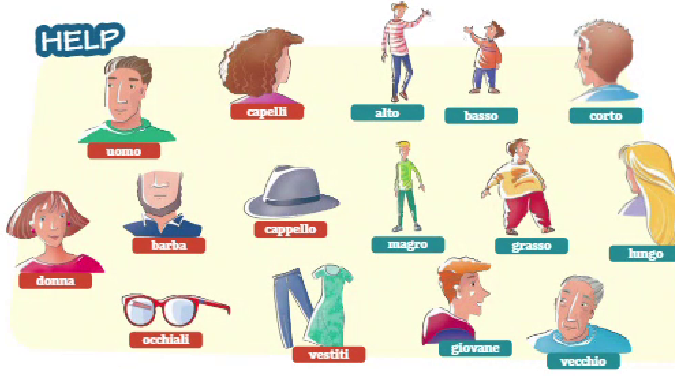 HELP
uomo
capelli
alto
basso
corto
donna
barba
cappello
magro
grasso
lungo
occhiali
vestiti
giovane
vecchio